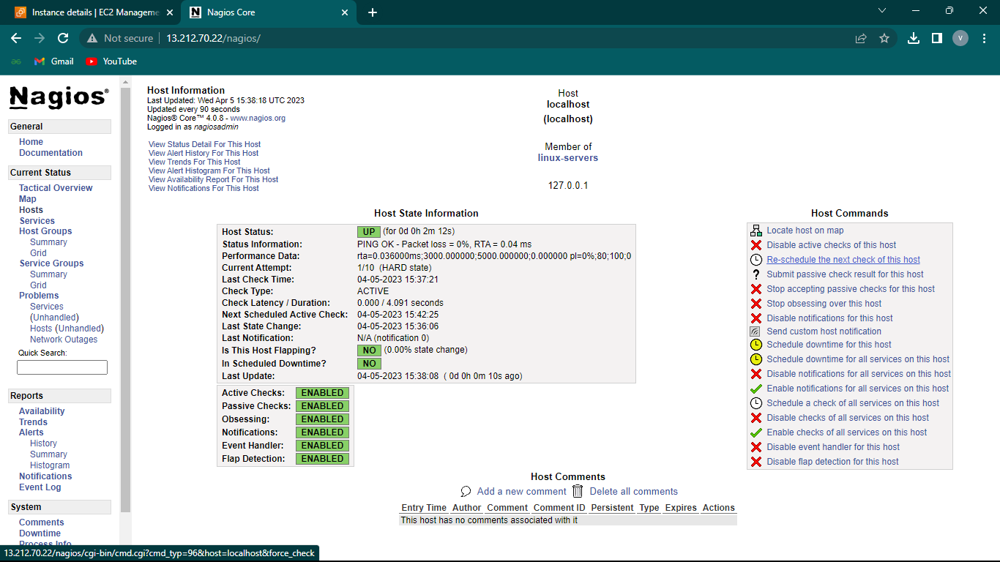 Instance details | EC2 Manageme
Nagios Core
Not secure
13.212.70.22/nagios/
V
Gmail
YouTube
Nagios®
General
Home
Documentation
Current Status
Tactical Overview
Map
Hosts
Services
Host Groups
Summary
Grid
Service Groups
Summary
Grid
Problems
Services
(Unhandled)
Hosts (Unhandled)
Network Outages
Quick Search:
Reports
Availability
Trends
Alerts
History
Summary
Histogram
Notifications
Event Log
System
Comments
Downtime
Process Info
Host Information
Last Updated: Wed Apr 5 15:38:18 UTC 2023
Updated every 90 seconds
Nagios® Core™ 4.0.8 - www.nagios.org
Logged in as nagiosadmin
View Status Detail For This Host
View Alert History For This Host
View Trends For This Host
View Alert Histogram For This Host
View Availability Report For This Host
View Notifications For This Host
Host
localhost
(localhost)
Member of
linux-servers
127.0.0.1
Host State Information
Host Status: UP (for 0d 0h 2m 12s)
Status Information: PING OK - Packet loss = 0%, RTA = 0.04 ms
Performance Data: rta=0.036000ms;3000.000000;5000.000000;0.000000 pl=0%;80;100;0
Current Attempt: 1/10 (HARD state)
Last Check Time: 04-05-2023 15:37:21
Check Type: ACTIVE
Check Latency / Duration: 0.000 / 4.091 seconds
Next Scheduled Active Check: 04-05-2023 15:42:25
Last State Change: 04-05-2023 15:36:06
Last Notification: N/A (notification 0)
Is This Host Flapping? NO (0.00% state change)
In Scheduled Downtime? NO
Last Update: 04-05-2023 15:38:08 ( 0d 0h 0m 10s ago)
Active Checks: ENABLED
Passive Checks: ENABLED
Obsessing: ENABLED
Notifications: ENABLED
Event Handler: ENABLED
Flap Detection: ENABLED
Host Commands
Locate host on map
Disable active checks of this host
Re-schedule the next check of this host
Submit passive check result for this host
Stop accepting passive checks for this host
Stop obsessing over this host
Disable notifications for this host
Send custom host notification
Schedule downtime for this host
Schedule downtime for all services on this host
Disable notifications for all services on this host
Enable notifications for all services on this host
Schedule a check of all services on this host
Disable checks of all services on this host
Enable checks of all services on this host
Disable event handler for this host
Disable flap detection for this host
Host Comments
Add a new comment Delete all comments
Entry Time Author Comment Comment ID Persistent Type Expires Actions
This host has no comments associated with it
13.212.70.22/nagios/cgi-bin/cmd.cgi?cmd_typ=96&host=localhost&force_check